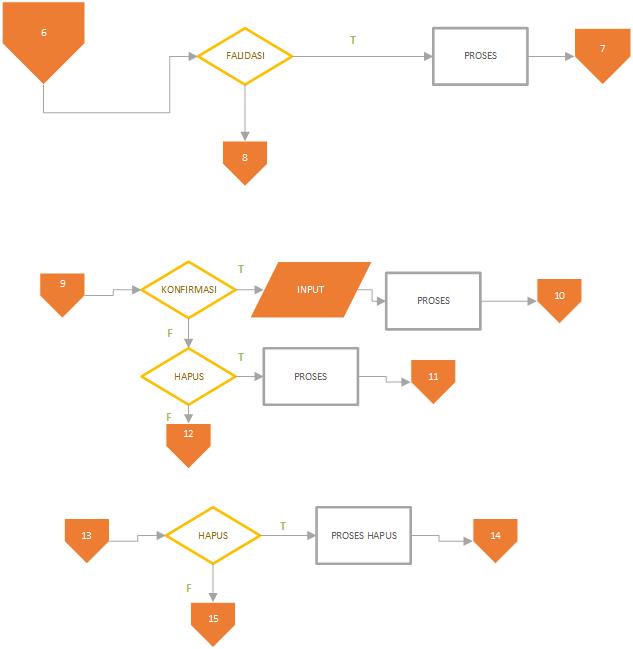 6
FALIDASI
T
PROSES
7
8
9
KONFIRMASI
T
INPUT
PROSES
10
F
HAPUS
T
PROSES
11
F
12
13
HAPUS
T
PROSES HAPUS
14
F
15